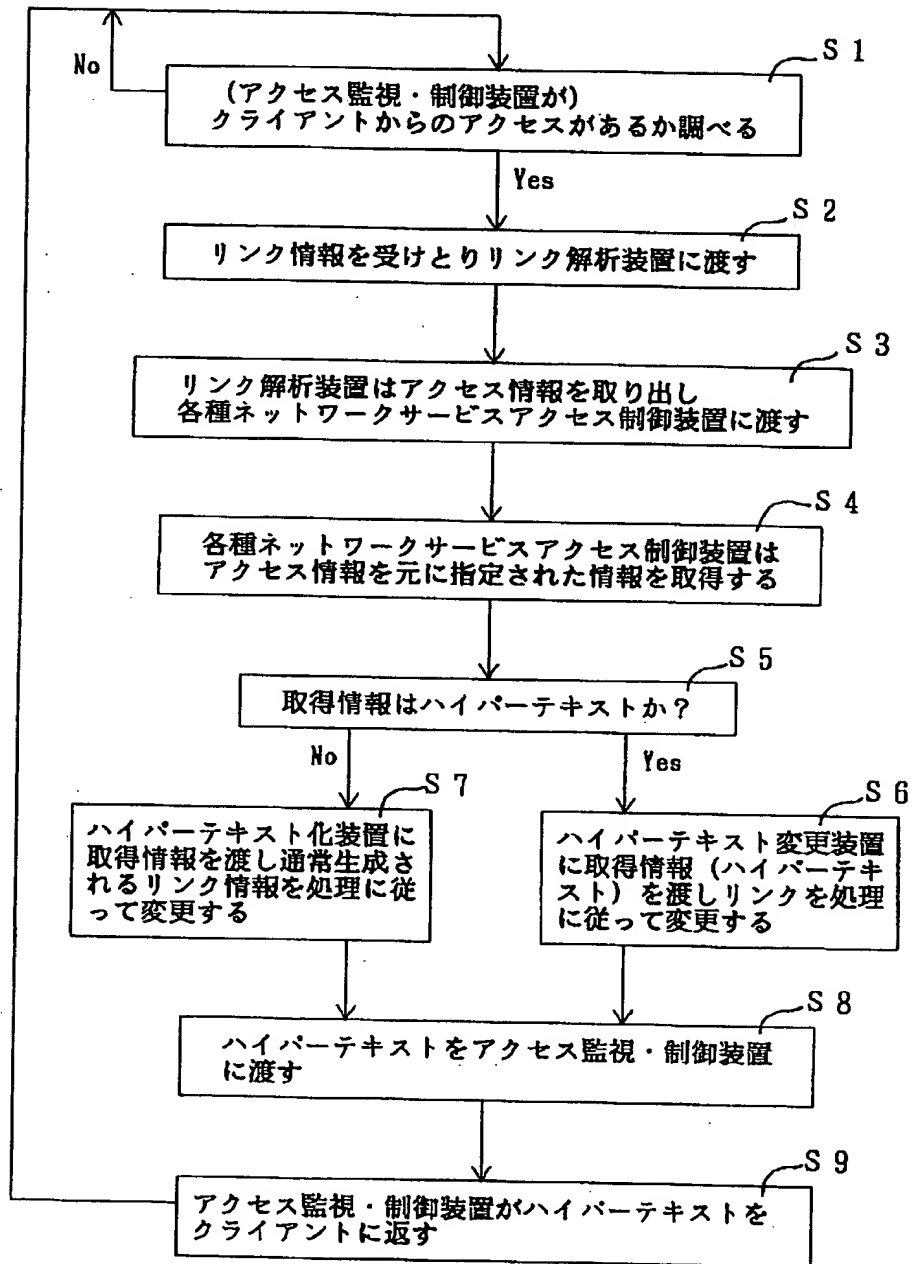 No
S1
(アクセス監視・制御装置が)
クライアントからのアクセスがあるか調べる
Yes
S2
リンク情報を受けとりリンク解析装置に渡す
S3
リンク解析装置はアクセス情報を取り出し
各種ネットワークサービスアクセス制御装置に渡す
S4
各種ネットワークサービスアクセス制御装置は
アクセス情報を元に指定された情報を取得する
S5
取得情報はハイパーテキストか?
No
Yes
S7
ハイパーテキスト化装置に
取得情報を渡し通常生成さ
れるリンク情報を処理に従
って変更する
S6
ハイパーテキスト変更装置
に取得情報(ハイパーテキ
スト)を渡しリンクを処理
に従って変更する
S8
ハイパーテキストをアクセス監視・制御装置
に渡す
S9
アクセス監視・制御装置がハイパーテキストを
クライアントに返す